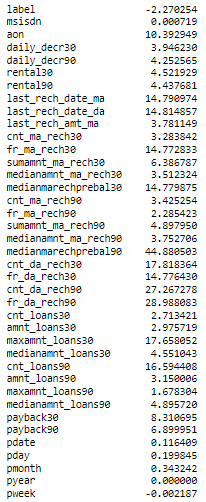 label -2.270254
msisdn 0.000719
aon 10.392949
daily_decr30 3.946230
daily_decr90 4.252565
rental30 4.521929
rental90 4.437681
last_rech_date_ma 14.790974
last_rech_date_da 14.814857
last_rech_amt_ma 3.781149
cnt_ma_rech30 3.283842
fr_ma_rech30 14.772833
sumamnt_ma_rech30 6.386787
medianamnt_ma_rech30 3.512324
medianmarechprebal30 14.779875
cnt_ma_rech90 3.425254
fr_ma_rech90 2.285423
sumamnt_ma_rech90 4.897950
medianamnt_ma_rech90 3.752706
medianmarechprebal90 44.880503
cnt_da_rech30 17.818364
fr_da_rech30 14.776430
cnt_da_rech90 27.267278
fr_da_rech90 28.988083
cnt_loans30 2.713421
amnt_loans30 2.975719
maxamnt_loans30 17.658052
medianamnt_loans30 4.551043
cnt_loans90 16.594408
amnt_loans90 3.150006
maxamnt_loans90 1.678304
medianamnt_loans90 4.895720
payback30 8.310695
payback90 6.899951
pdate 0.116409
pday 0.199845
pmonth 0.343242
pyear 0.000000
pweek -0.002187